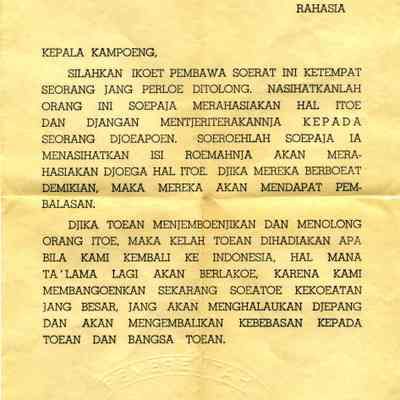 RAHASIA
KEPALA KAMPOENG,
SILAHKAN IKOET PEMBAWA SOERAT INI KETEMPAT
SEORANG JANG PERLOE DITOLONG. NASIHATKANLAH
ORANG INI SOEPAJA MERAHASIAKAN HAL ITOE
DAN DJANGAN MENTJERITERAKANNJA KEPADA
SEORANG DJOEAPOEN. SOEROEHLAH SOEPAJA IA
MENASIHATKAN ISI ROEMAHNJA AKAN MERA-
HASIAKAN DJOEGA HAL ITOE. DJIKA MEREKA BERBOEAT
DEMIKIAN, MAKA MEREKA AKAN MENDAPAT PEM-
BALASAN.
DJIKA TOEAN MENJEMBOENJIKAN DAN MENOLONG
ORANG ITOE, MAKA KELAH TOEAN DIHADIAKAN APA
BILA KAMI KEMBALI KE INDONESIA, HAL MANA
TA'LAMA LAGI AKAN BERLAKOE, KARENA KAMI
MEMBANGOENKAN SEKARANG SOEATOE KEKOEATAN
JANG BESAR, JANG AKAN MENGHALAUKAN DJEPANG
DAN AKAN MENGEMBALIKAN KEBEBASAN KEPADA
TOEAN DAN BANGSA TOEAN.